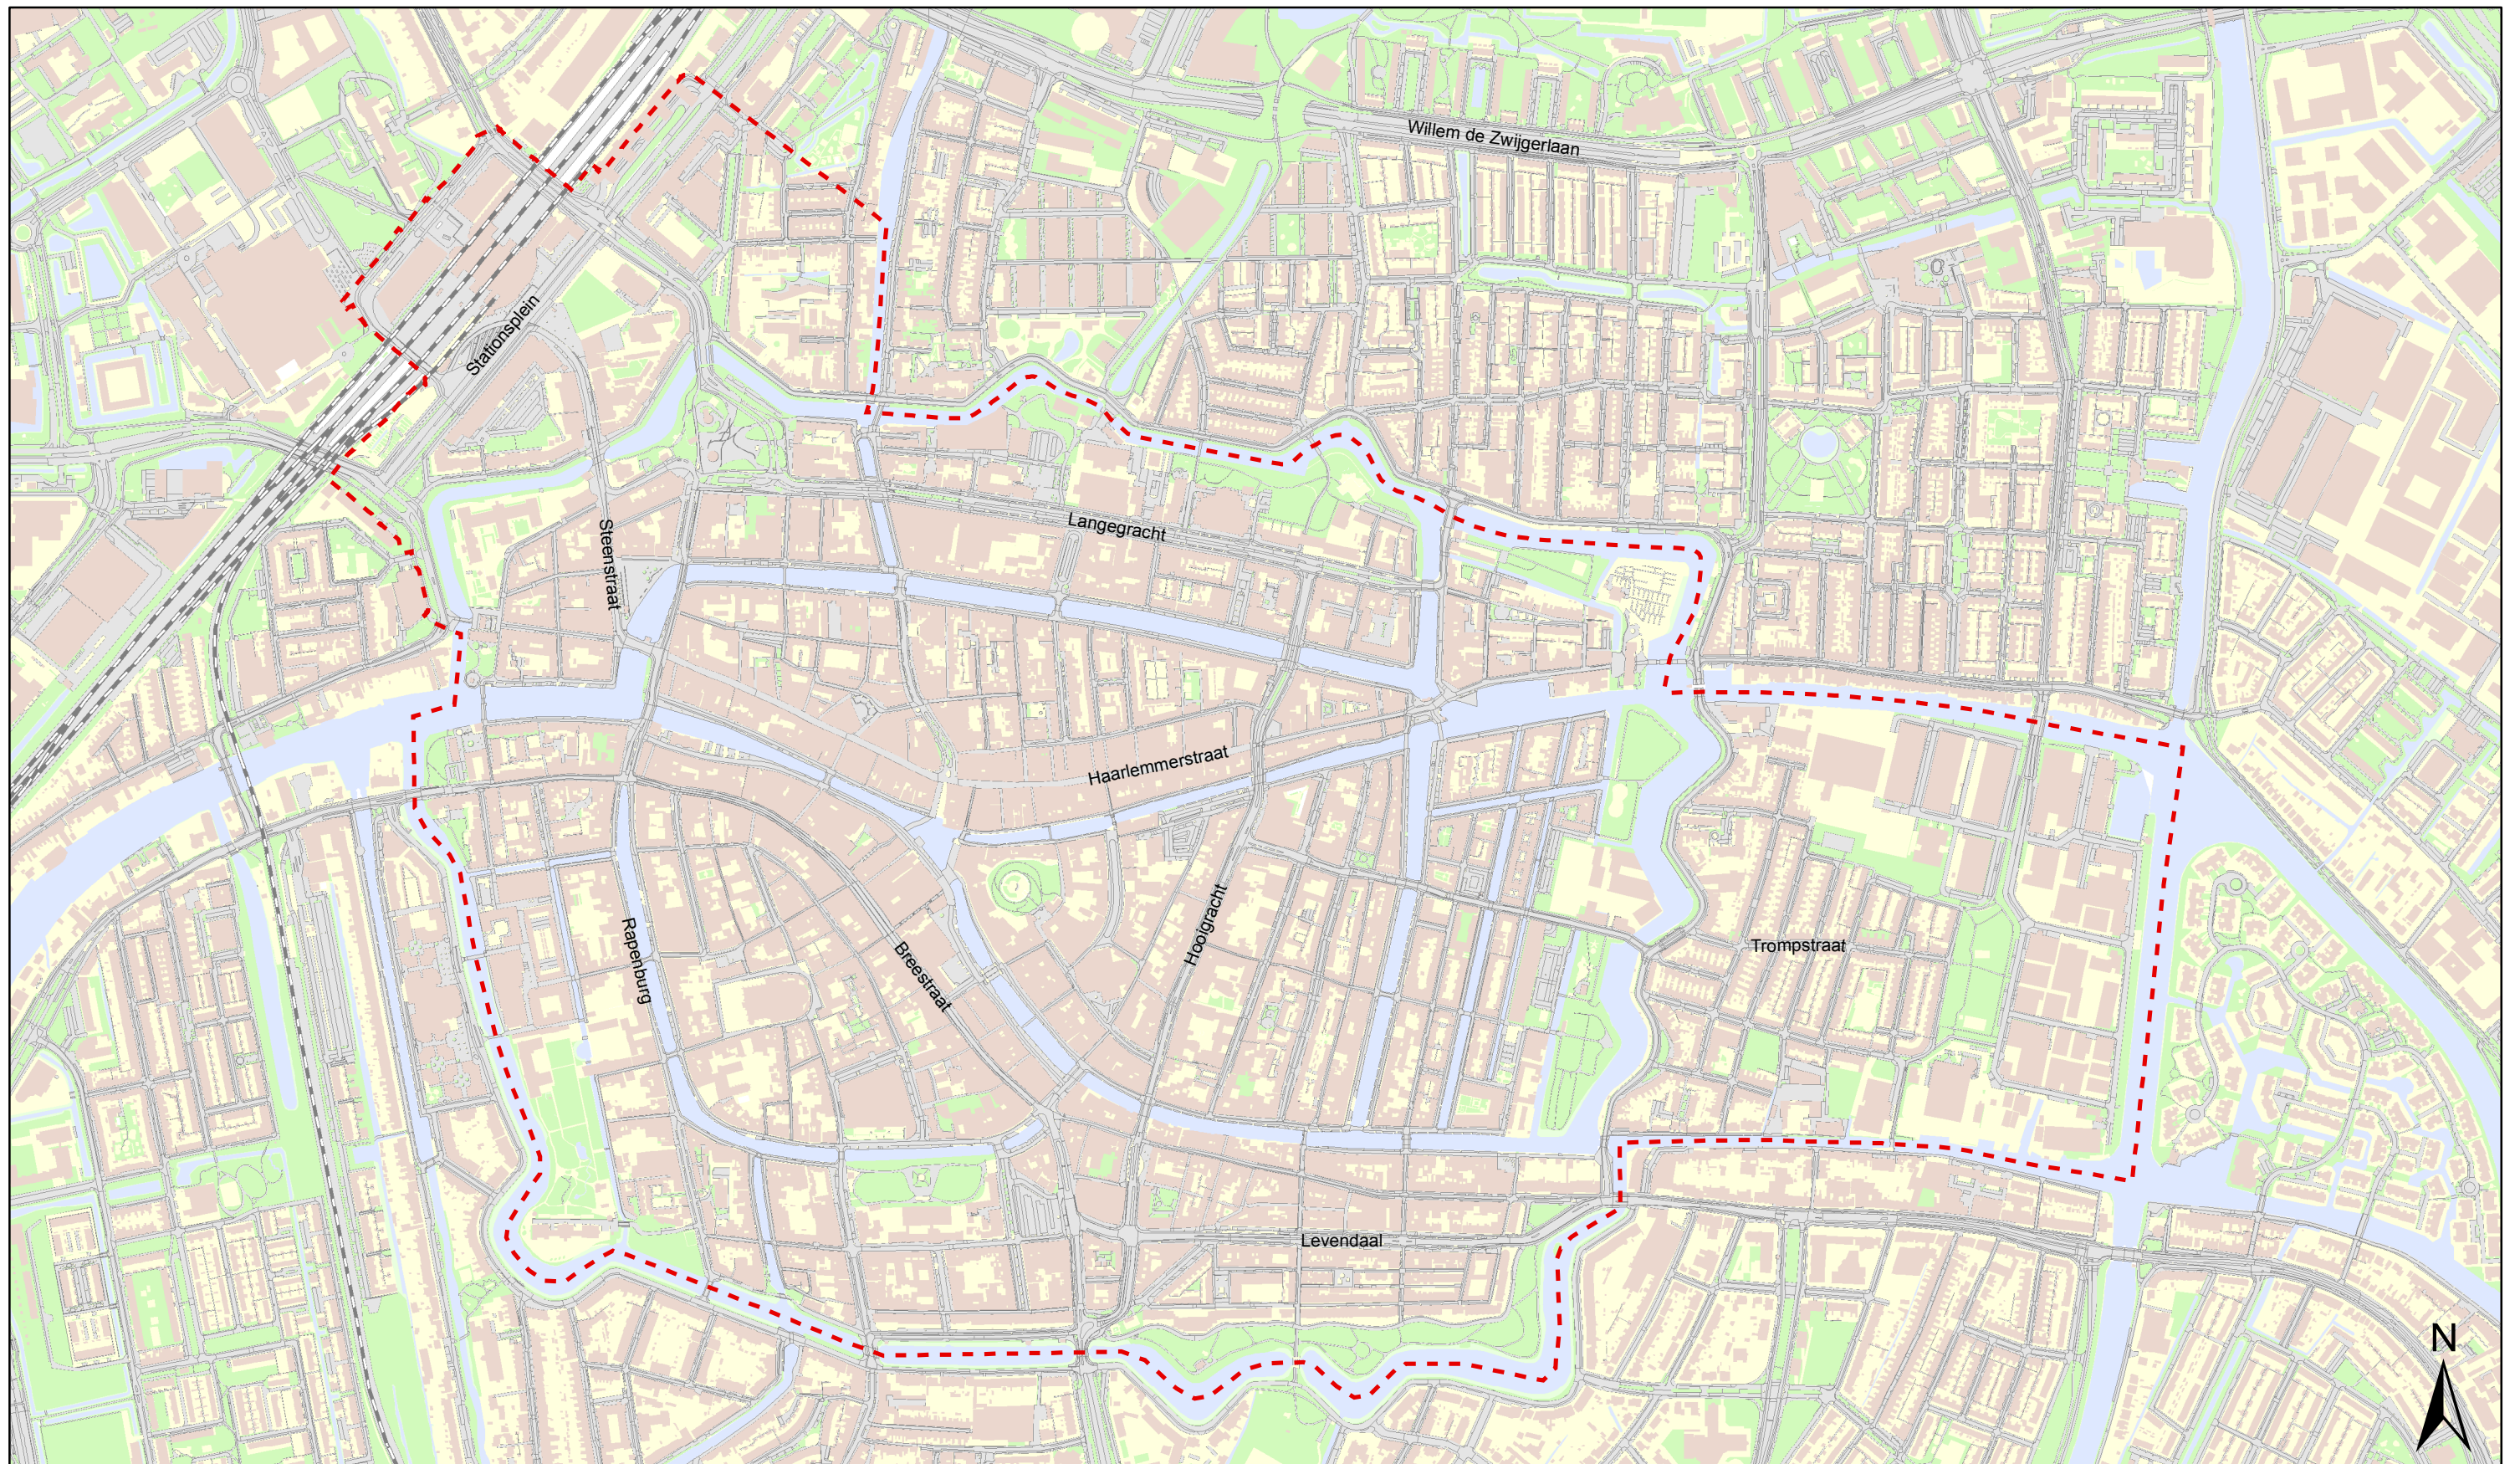 Willem de Zwijgerlaan
Stationsplein
Steenstraat
Langegracht
Haarlemmerstraat
Rapenburg
Breestraat
Hooigracht
Trompstraat
Levendaal
N